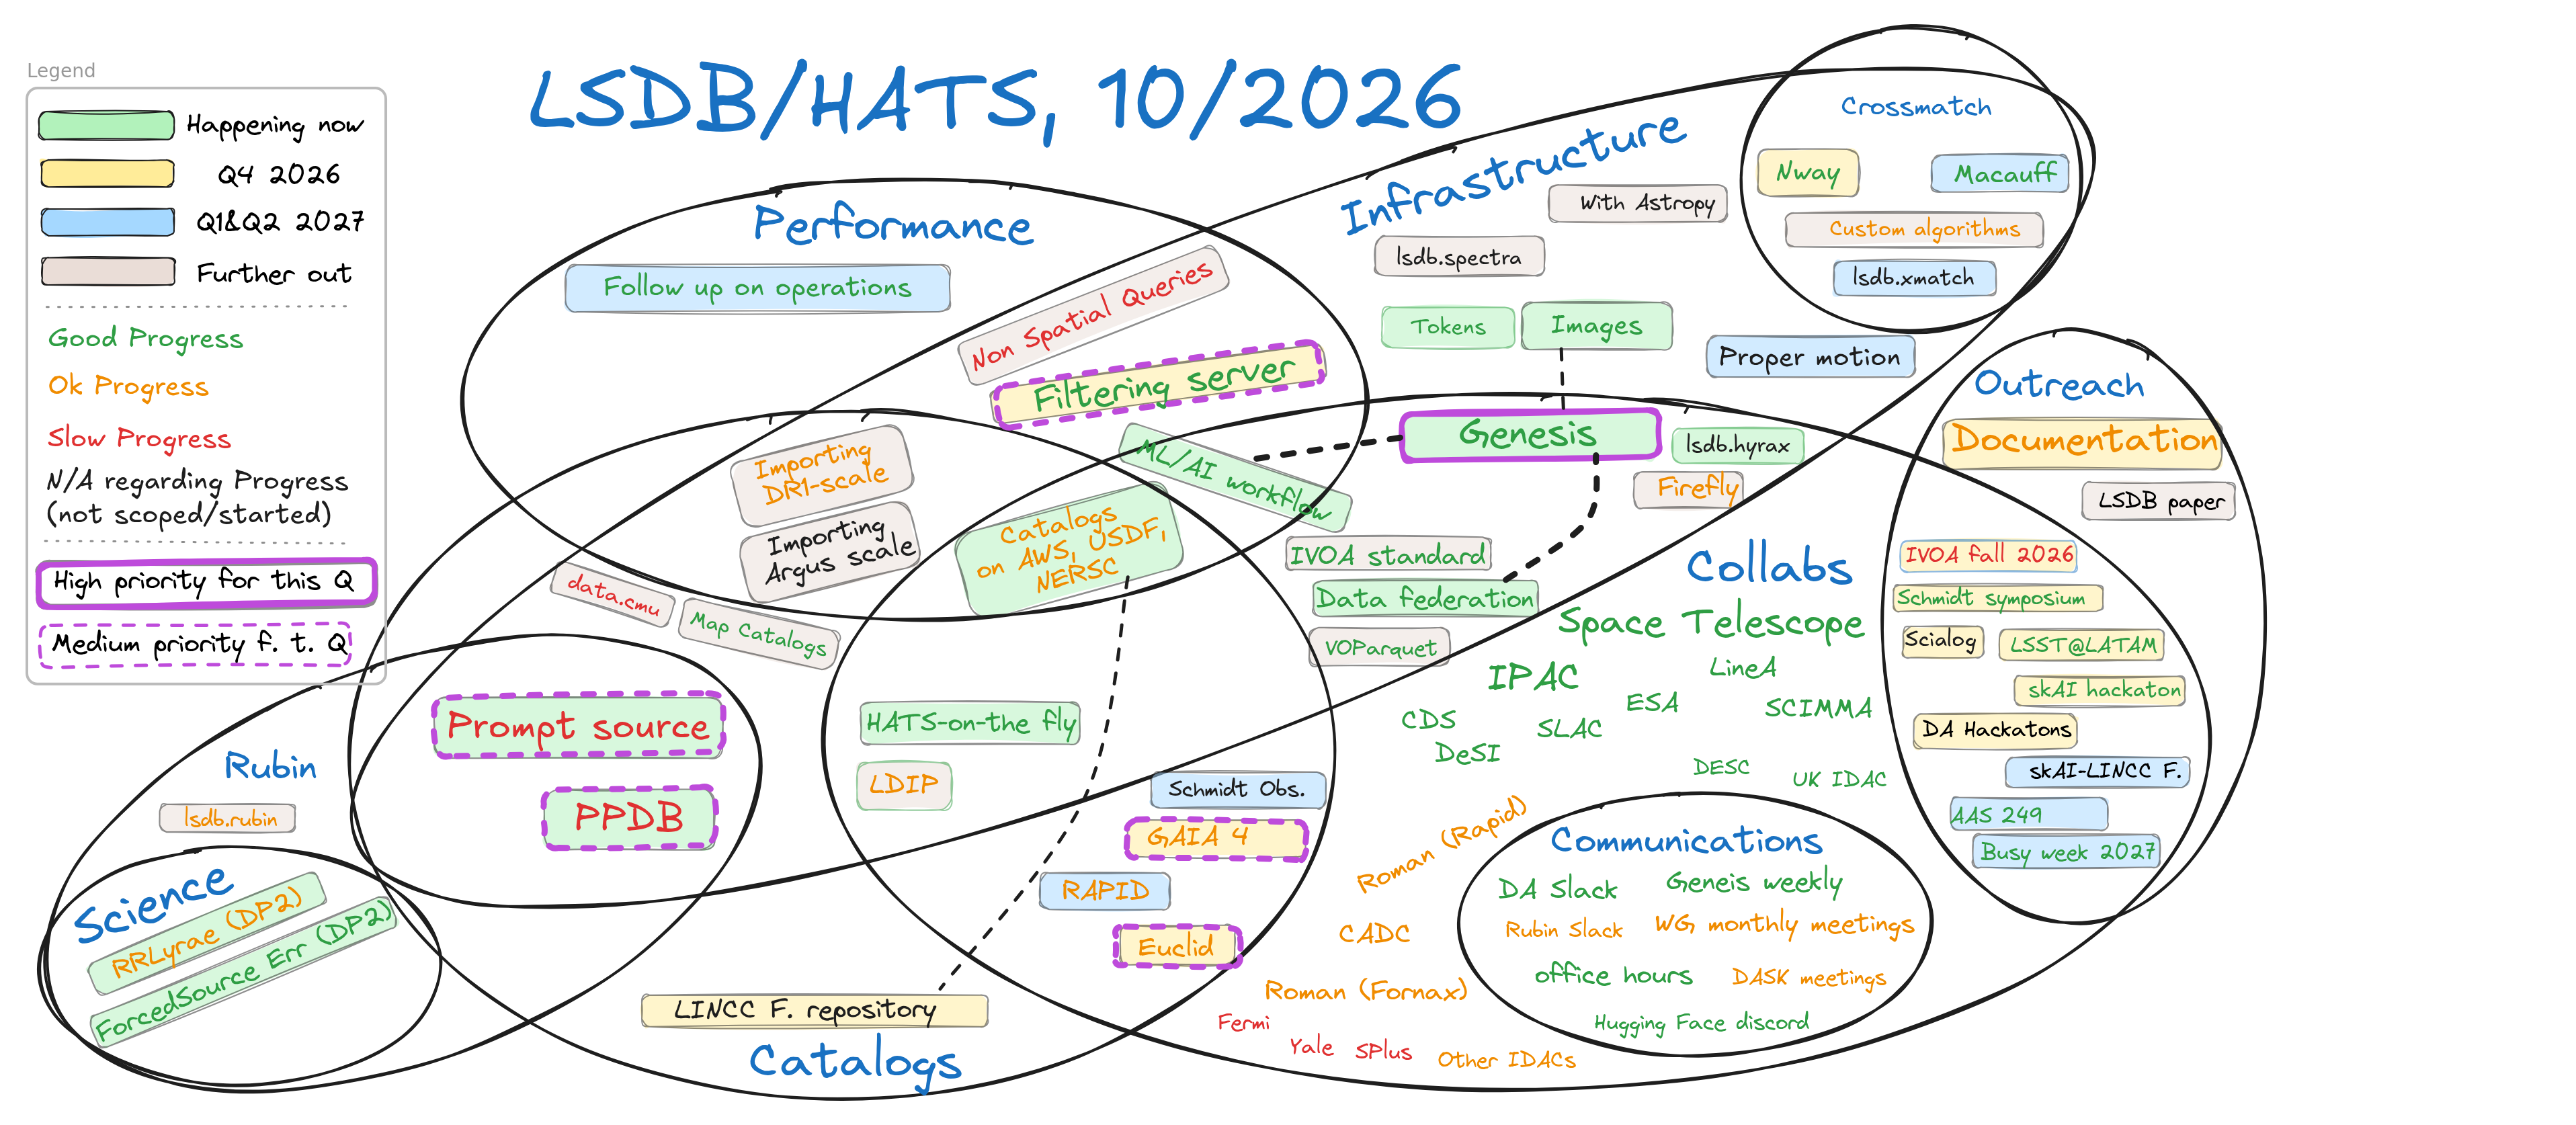 LSDB/HATS, 10/2026
Legend
Happening now
Q4 2026
Q1&Q2 2027
Further out
Good Progress
Ok Progress
Slow Progress
N/A regarding Progress
(not scoped/started)
High priority for this Q
Medium priority f. t. Q
Performance
Follow up on operations
Non Spatial Queries
Filtering server
ML/AI workflow
Importing
DR1-scale
Importing
Argus scale
Catalogs
on AWS, USDF,
NERSC
data.cmu
Map Catalogs
Infrastructure
With Astropy
lsdb.spectra
Tokens
Images
Proper motion
Genesis
lsdb.hyrax
Firefly
IVOA standard
Data federation
VOParquet
Crossmatch
Nway
Macauff
Custom algorithms
lsdb.xmatch
Outreach
Documentation
LSDB paper
IVOA fall 2026
Schmidt symposium
Scialog
LSST@LATAM
skAI hackaton
DA Hackatons
skAI-LINCC F.
AAS 249
Busy week 2027
Collabs
Space Telescope
IPAC
LineA
CDS
SLAC
ESA
SCIMMA
DeSI
DESC
UK IDAC
Roman (Rapid)
CADC
Roman (Fornax)
Fermi
Yale
SPlus
Other IDACs
Communications
DA Slack
Geneis weekly
Rubin Slack
WG monthly meetings
office hours
DASK meetings
Hugging Face discord
Prompt source
PPDB
HATS-on-the fly
LDIP
Schmidt Obs.
GAIA 4
RAPID
Euclid
LINCC F. repository
Catalogs
Rubin
lsdb.rubin
Science
RRLyrae (DP2)
ForcedSource Err (DP2)